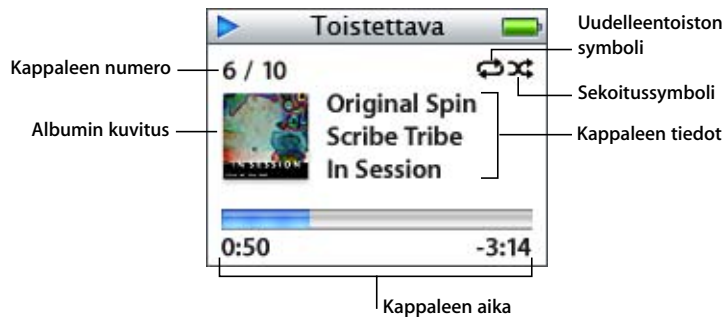 Toistettava
Uudelleentoiston
symboli
Kappaleen numero
6 / 10
Sekoitussymboli
Albumin kuvitus
Original Spin
Scribe Tribe
In Session
Kappaleen tiedot
IN SESSION
0:50
-3:14
Kappaleen aika